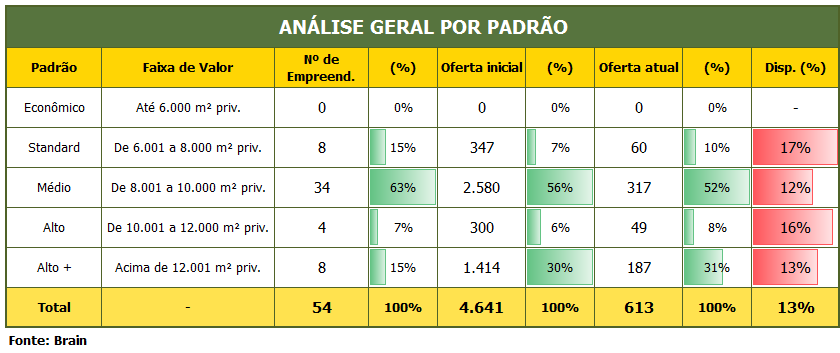 ANÁLISE GERAL POR PADRÃO
Padrão Faixa de Valor Nº de Empreend. (%) Oferta inicial (%) Oferta atual (%) Disp. (%)
Econômico Até 6.000 m² priv. 0 0% 0 0% 0 0% -
Standard De 6.001 a 8.000 m² priv. 8 15% 347 7% 60 10% 17%
Médio De 8.001 a 10.000 m² priv. 34 63% 2.580 56% 317 52% 12%
Alto De 10.001 a 12.000 m² priv. 4 7% 300 6% 49 8% 16%
Alto + Acima de 12.001 m² priv. 8 15% 1.414 30% 187 31% 13%
Total - 54 100% 4.641 100% 613 100% 13%
Fonte: Brain